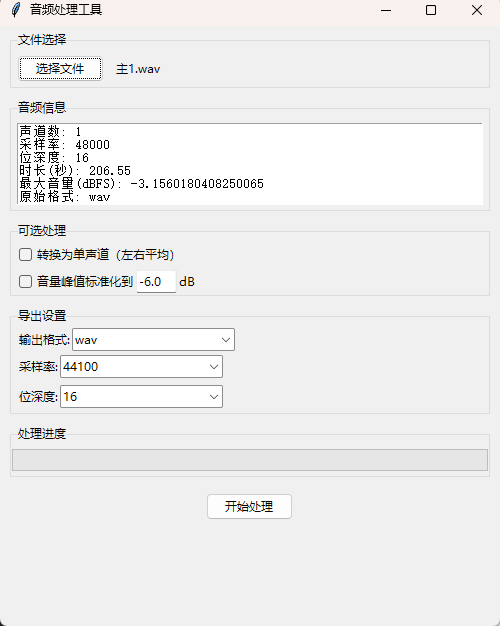 音频处理工具
文件选择
选择文件 主1.wav
音频信息
声道数: 1
采样率: 48000
位深度: 16
时长(秒): 206.55
最大音量(dBFS): -3.1560180408250065
原始格式: wav
可选处理
转换为单声道（左右平均）
音量峰值标准化到 -6.0 dB
导出设置
输出格式: wav
采样率: 44100
位深度: 16
处理进度
开始处理